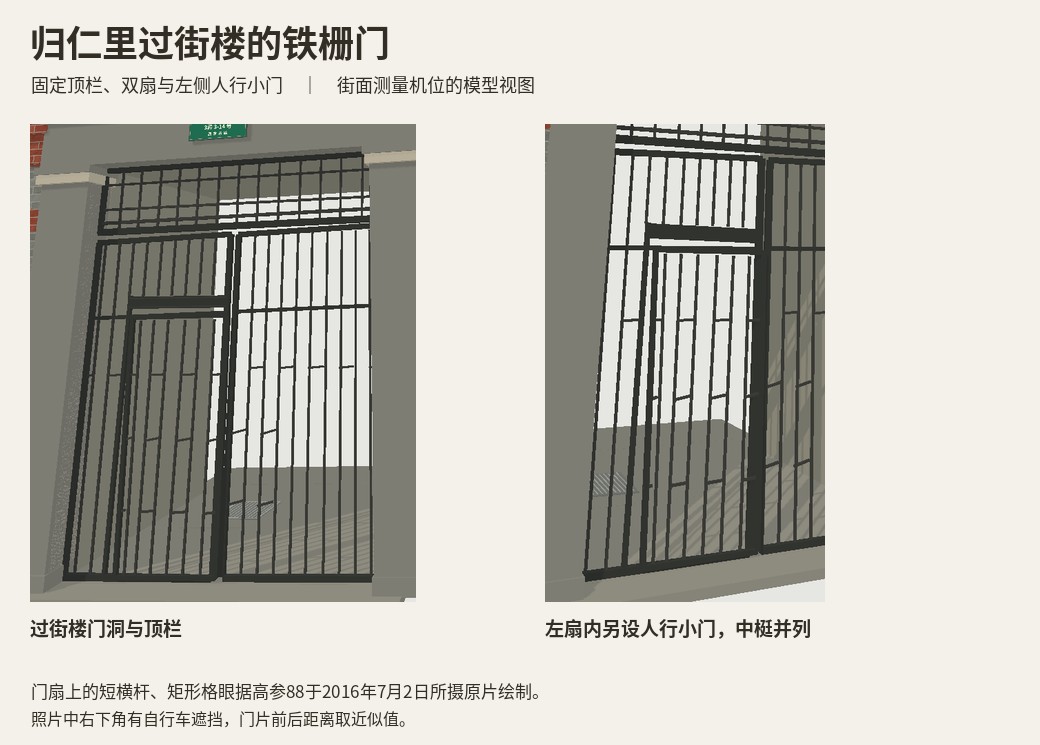 归仁里过街楼的铁栅门
固定顶栏、双扇与左侧人行小门 ｜ 街面测量机位的模型视图
过街楼门洞与顶栏
左扇内另设人行小门，中梃并列
门扇上的短横杆、矩形格眼据高参88于2016年7月2日所摄原片绘制。
照片中右下角有自行车遮挡，门片前后距离取近似值。